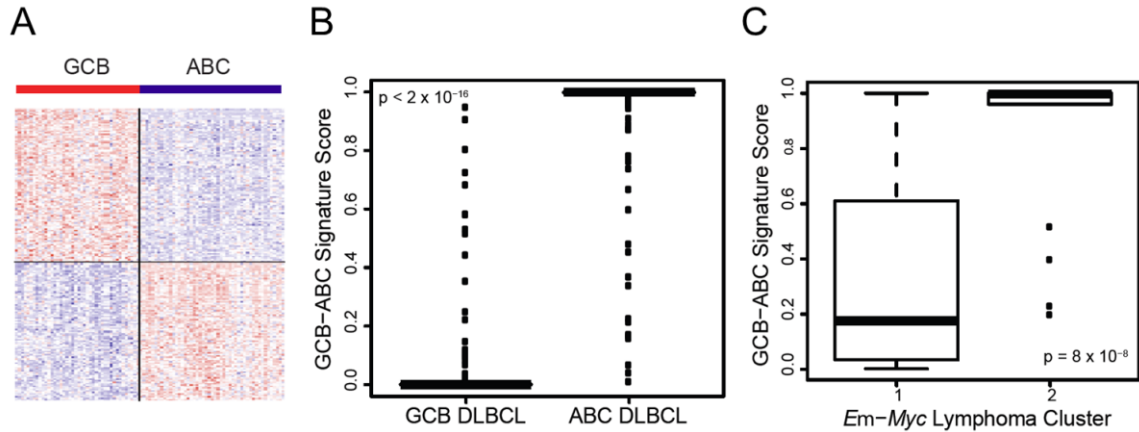 A
GCB ABC
B
GCB–ABC Signature Score
1.0
0.8
0.6
0.4
0.2
0.0
p < 2 x 10⁻¹⁶
GCB DLBCL ABC DLBCL
C
GCB–ABC Signature Score
1.0
0.8
0.6
0.4
0.2
0.0
p = 8 x 10⁻⁸
1 2
Em–Myc Lymphoma Cluster